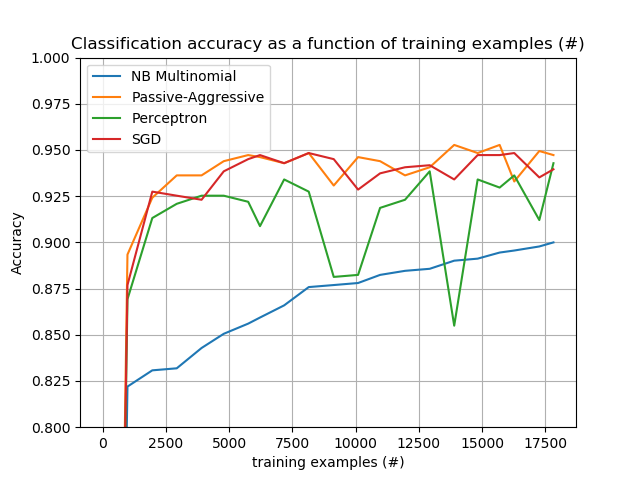 Classification accuracy as a function of training examples (#)
1.000
0.975
0.950
0.925
0.900
0.875
0.850
0.825
0.800
Accuracy
NB Multinomial
Passive-Aggressive
Perceptron
SGD
0 2500 5000 7500 10000 12500 15000 17500
training examples (#)